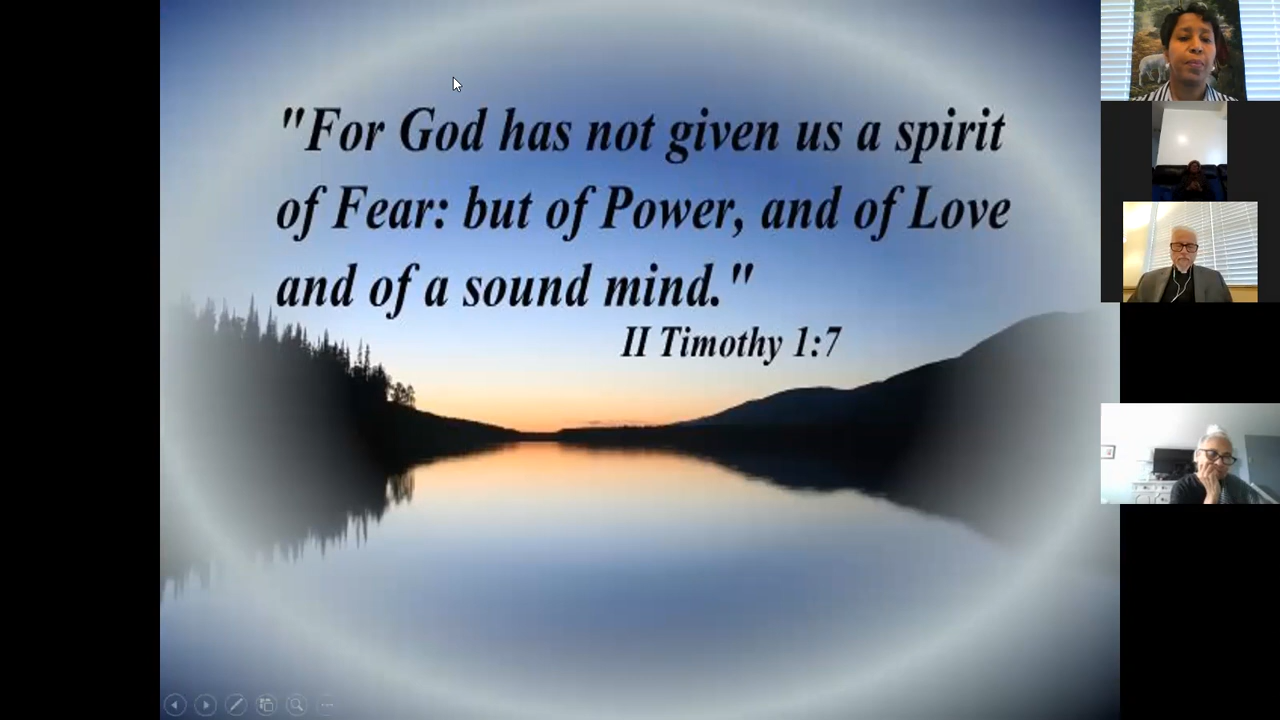 "For God has not given us a spirit
of Fear: but of Power, and of Love
and of a sound mind."
II Timothy 1:7